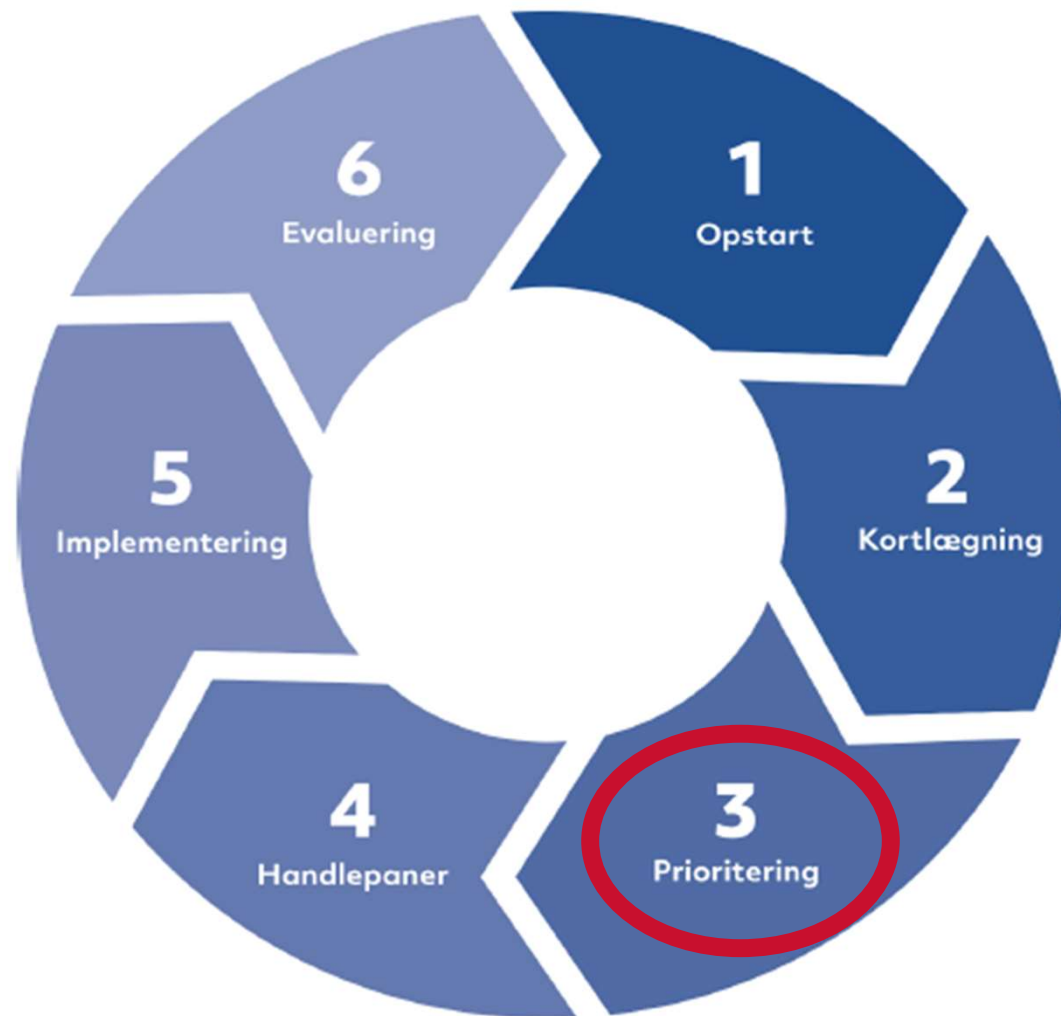 1
Opstart
2
Kortlægning
3
Prioritering
4
Handlepaner
5
Implementering
6
Evaluering